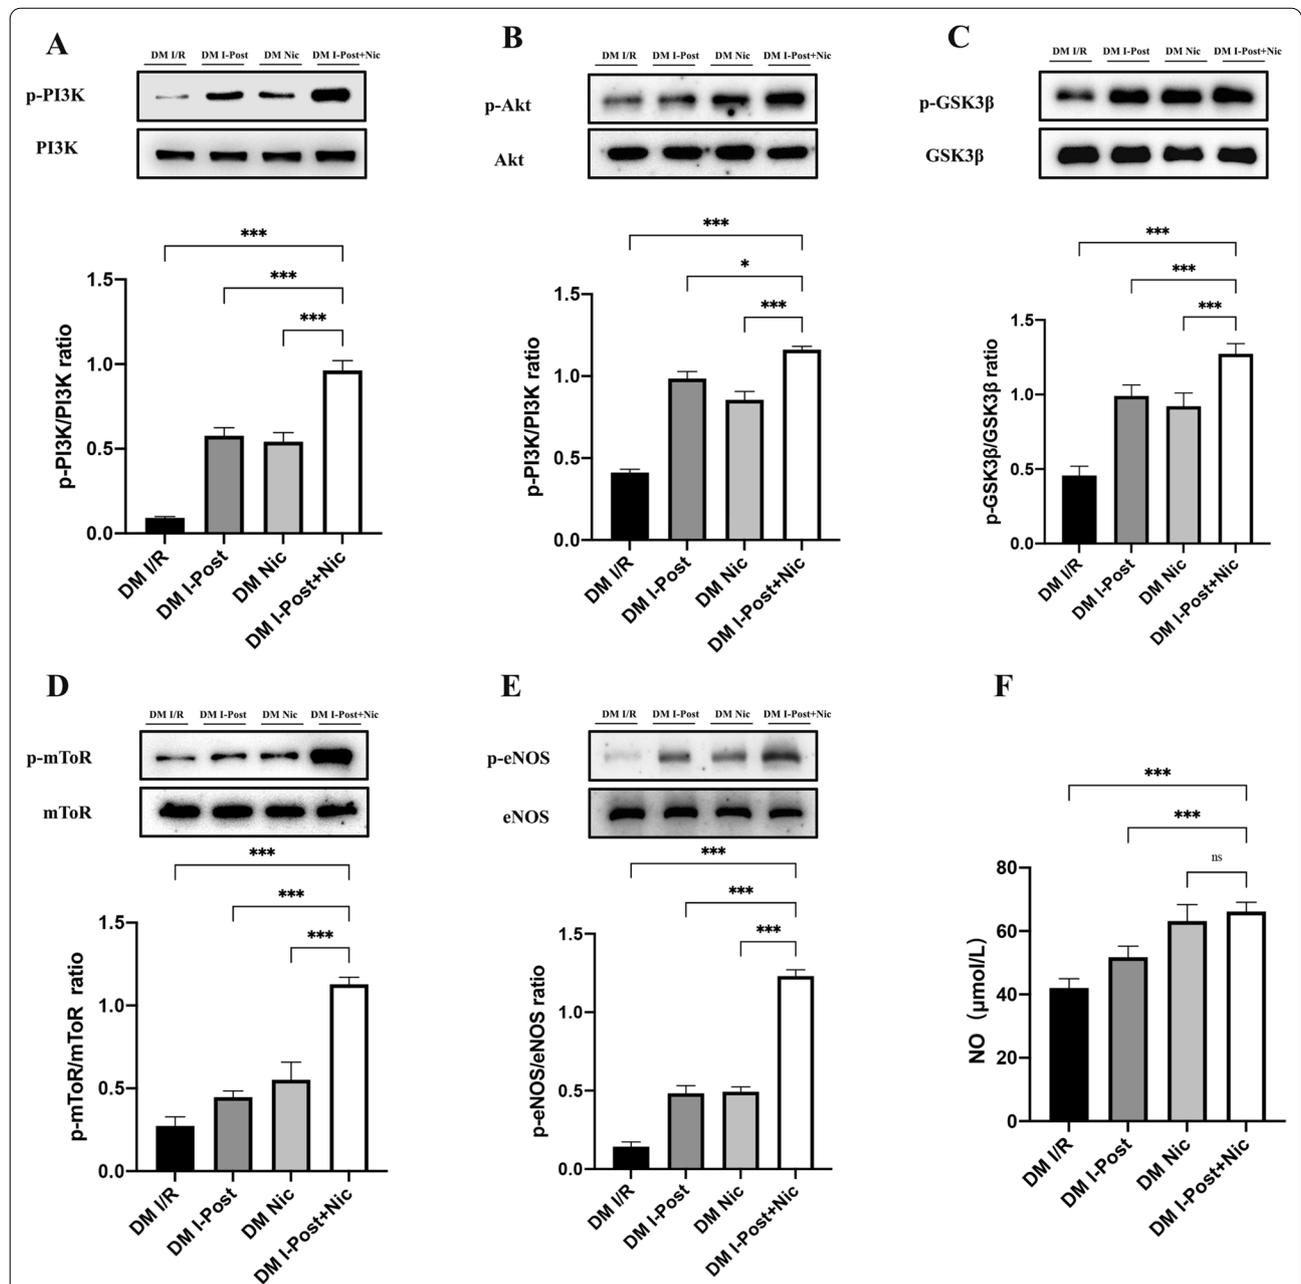 A
DM I/R DM I-Post DM Nic DM I-Post+Nic
p-PI3K
PI3K
***
***
***
1.5
1.0
0.5
0.0
p-PI3K/PI3K ratio
DM I/R
DM I-Post
DM Nic
DM I-Post+Nic
B
DM I/R DM I-Post DM Nic DM I-Post+Nic
p-Akt
Akt
***
*
***
1.5
1.0
0.5
0.0
p-PI3K/PI3K ratio
DM I/R
DM I-Post
DM Nic
DM I-Post+Nic
C
DM I/R DM I-Post DM Nic DM I-Post+Nic
p-GSK3β
GSK3β
***
***
***
1.5
1.0
0.5
0.0
p-GSK3β/GSK3β ratio
DM I/R
DM I-Post
DM Nic
DM I-Post+Nic
D
DM I/R DM I-Post DM Nic DM I-Post+Nic
p-mToR
mToR
***
***
***
1.5
1.0
0.5
0.0
p-mToR/mToR ratio
DM I/R
DM I-Post
DM Nic
DM I-Post+Nic
E
DM I/R DM I-Post DM Nic DM I-Post+Nic
p-eNOS
eNOS
***
***
***
1.5
1.0
0.5
0.0
p-eNOS/eNOS ratio
DM I/R
DM I-Post
DM Nic
DM I-Post+Nic
F
***
***
ns
80
60
40
20
0
NO（μmol/L）
DM I/R
DM I-Post
DM Nic
DM I-Post+Nic